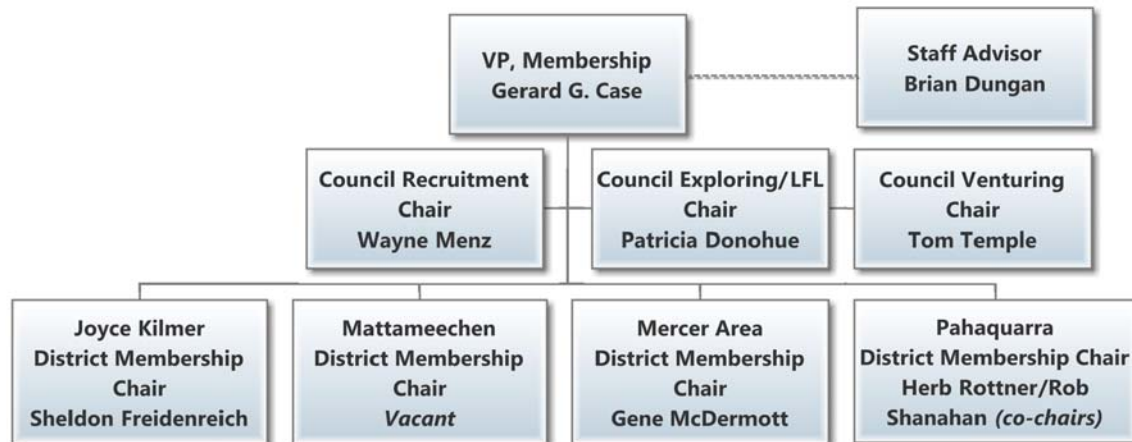 VP, Membership
Gerard G. Case
Staff Advisor
Brian Dungan
Council Recruitment
Chair
Wayne Menz
Council Exploring/LFL
Chair
Patricia Donohue
Council Venturing
Chair
Tom Temple
Joyce Kilmer
District Membership
Chair
Sheldon Freidenreich
Mattameechen
District Membership
Chair
Vacant
Mercer Area
District Membership
Chair
Gene McDermott
Pahaquarra
District Membership Chair
Herb Rottner/Rob
Shanahan (co-chairs)